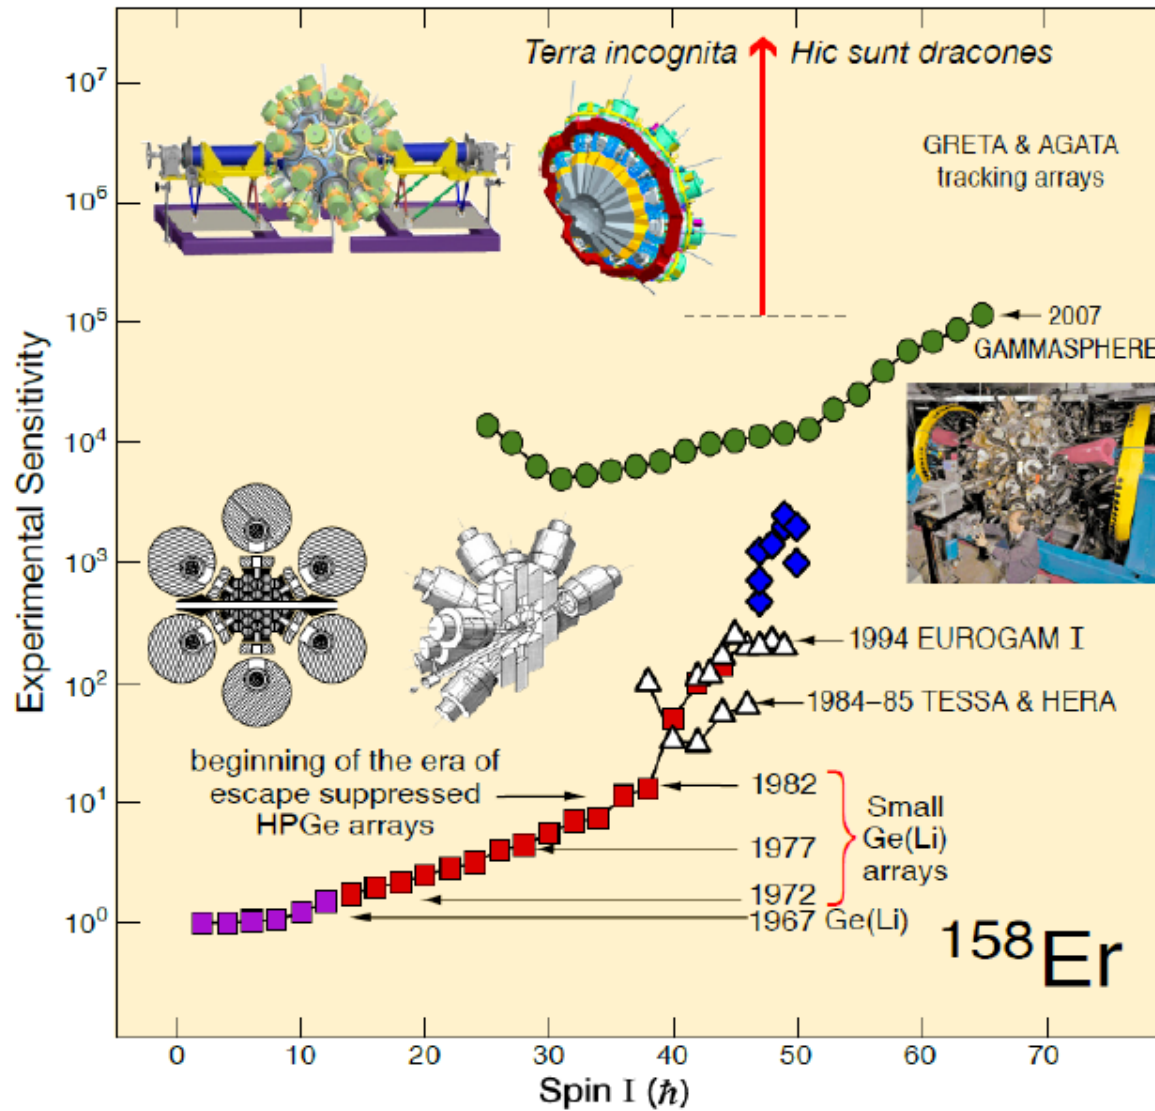 Terra incognita
Hic sunt dracones
10⁷
GRETA & AGATA
tracking arrays
10⁶
10⁵
2007
GAMMASPHERE
10⁴
Experimental Sensitivity
10³
1994 EUROGAM I
10²
1984–85 TESSA & HERA
beginning of the era of
escape suppressed
HPGe arrays
10¹
1982
1977
1972
Small
Ge(Li)
arrays
10⁰
1967 Ge(Li)
¹⁵⁸Er
0 10 20 30 40 50 60 70
Spin I (ℏ)